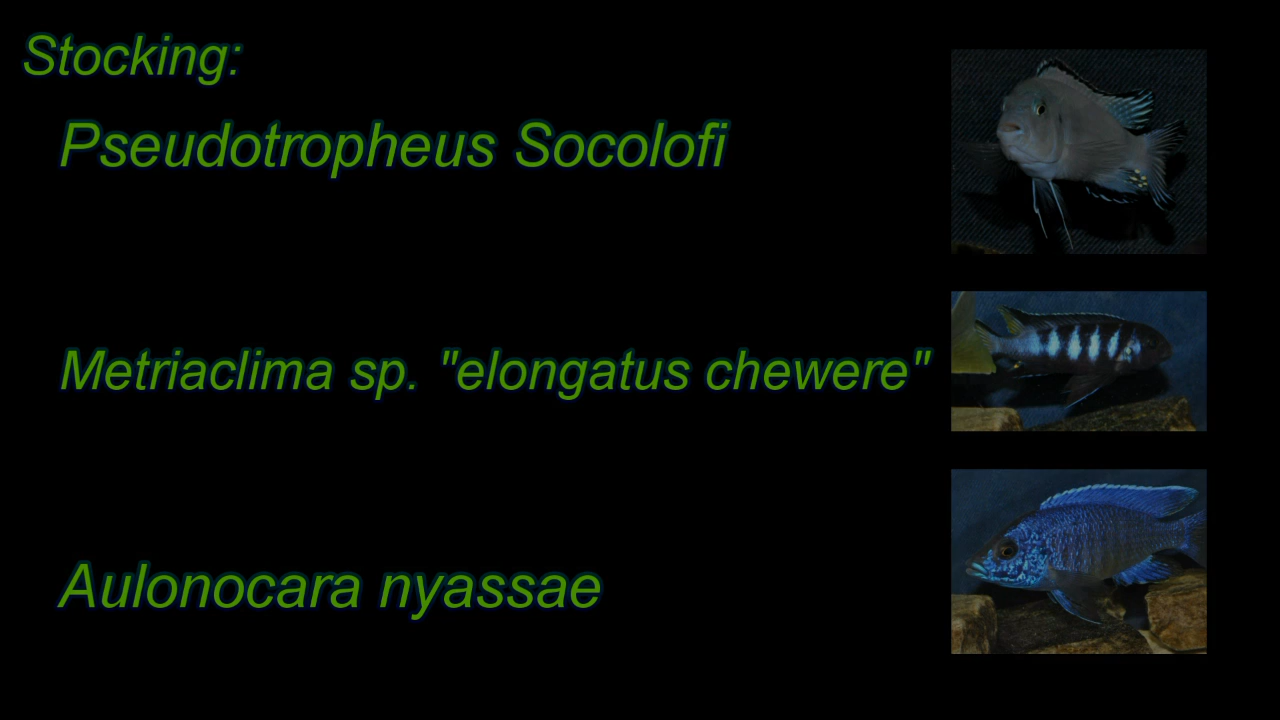 Stocking:
Pseudotropheus Socolofi
Metriaclima sp. "elongatus chewere"
Aulonocara nyassae